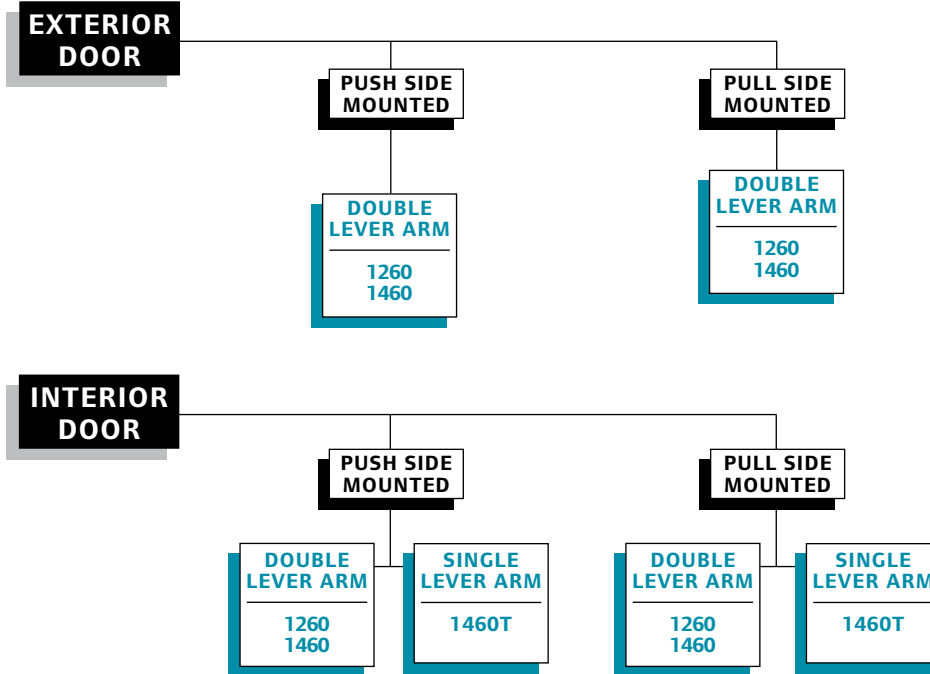 EXTERIOR
DOOR
PUSH SIDE
MOUNTED
PULL SIDE
MOUNTED
DOUBLE
LEVER ARM
1260
1460
DOUBLE
LEVER ARM
1260
1460
INTERIOR
DOOR
PUSH SIDE
MOUNTED
PULL SIDE
MOUNTED
DOUBLE
LEVER ARM
1260
1460
SINGLE
LEVER ARM
1460T
DOUBLE
LEVER ARM
1260
1460
SINGLE
LEVER ARM
1460T